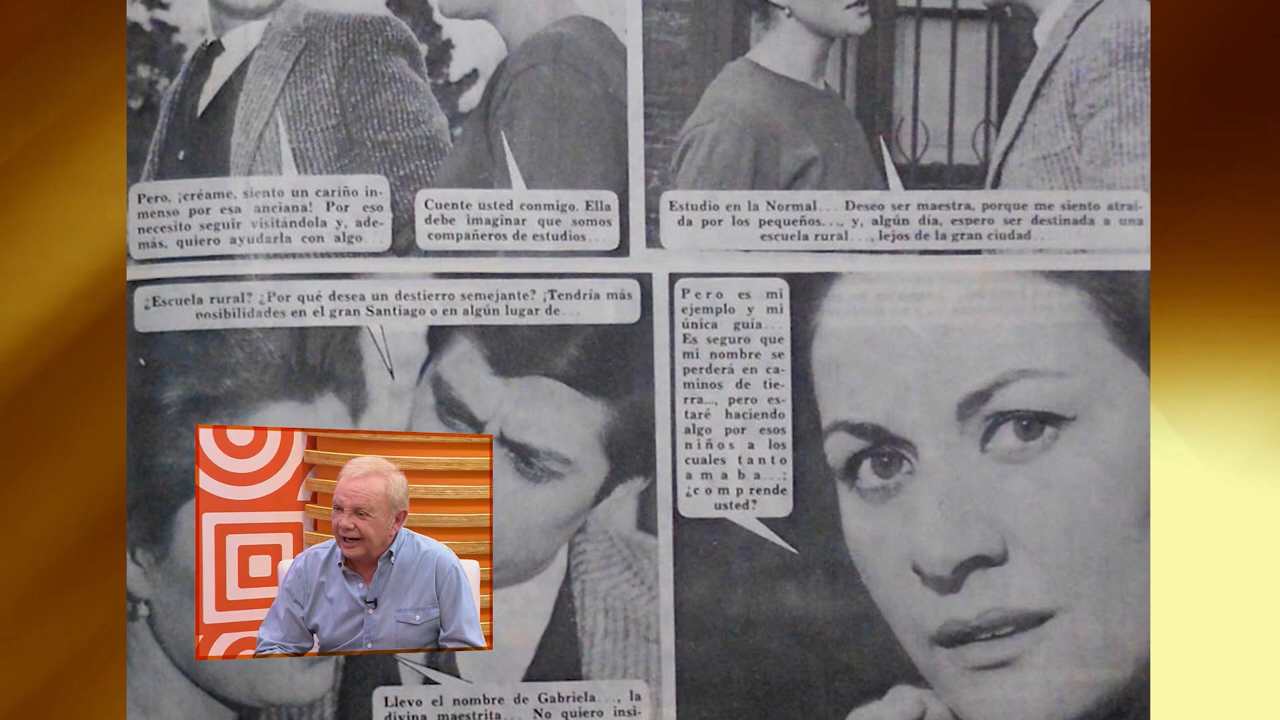 Pero, ¡créame, siento un cariño in-
menso por esa anciana! Por eso
necesito seguir visitándola y, ade-
más, quiero ayudarla con algo...
Cuente usted conmigo. Ella
debe imaginar que somos
compañeros de estudios...
Estudio en la Normal... Deseo ser maestra, porque me siento atraí-
da por los pequeños..., y, algún día, espero ser destinada a una
escuela rural..., lejos de la gran ciudad...
¿Escuela rural? ¿Por qué desea un destierro semejante? ¡Tendría más
posibilidades en el gran Santiago o en algún lugar de...
Pero es mi
ejemplo y mi
única guía...
Es seguro que
mi nombre se
perderá en ca-
minos de tie-
rra..., pero es-
taré haciendo
algo por esos
niños a los
cuales tanto
amaba...;
¿comprende
usted?
Llevo el nombre de Gabriela..., la
divina maestrita... No quiero insi-